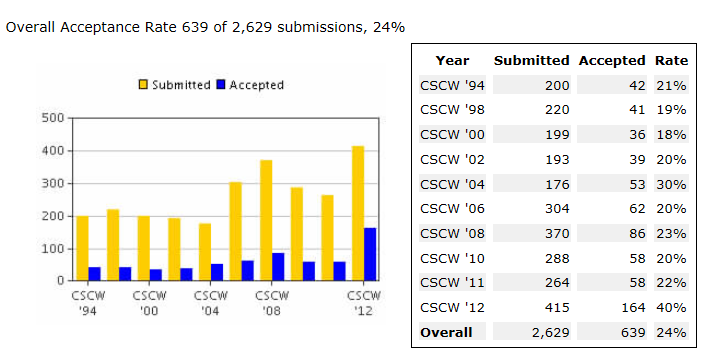 Overall Acceptance Rate 639 of 2,629 submissions, 24%
Submitted Accepted
500
400
300
200
100
0
CSCW '94
CSCW '00
CSCW '04
CSCW '08
CSCW '12
Year Submitted Accepted Rate
CSCW '94 200 42 21%
CSCW '98 220 41 19%
CSCW '00 199 36 18%
CSCW '02 193 39 20%
CSCW '04 176 53 30%
CSCW '06 304 62 20%
CSCW '08 370 86 23%
CSCW '10 288 58 20%
CSCW '11 264 58 22%
CSCW '12 415 164 40%
Overall 2,629 639 24%